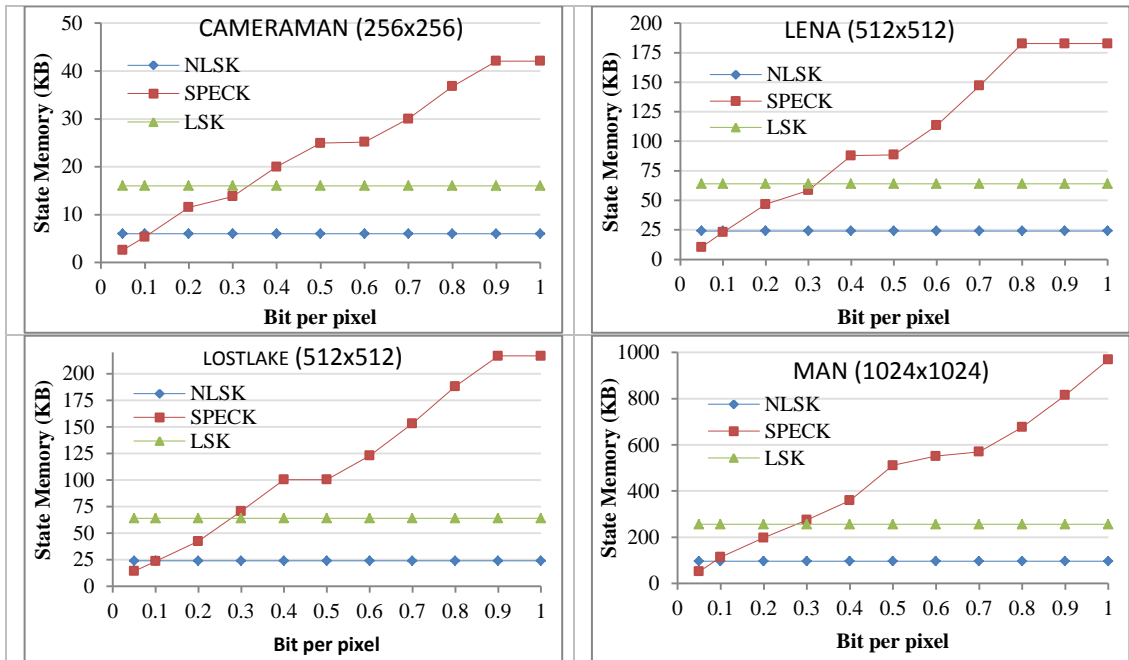 CAMERAMAN (256x256)
State Memory (KB)
50
40
30
20
10
0
NLSK
SPECK
LSK
0 0.1 0.2 0.3 0.4 0.5 0.6 0.7 0.8 0.9 1
Bit per pixel
LENA (512x512)
State Memory (KB)
200
175
150
125
100
75
50
25
0
NLSK
SPECK
LSK
0 0.1 0.2 0.3 0.4 0.5 0.6 0.7 0.8 0.9 1
Bit per pixel
LOSTLAKE (512x512)
State Memory (KB)
200
175
150
125
100
75
50
25
0
NLSK
SPECK
LSK
0 0.1 0.2 0.3 0.4 0.5 0.6 0.7 0.8 0.9 1
Bit per pixel
MAN (1024x1024)
State Memory (KB)
1000
800
600
400
200
0
NLSK
SPECK
LSK
0 0.1 0.2 0.3 0.4 0.5 0.6 0.7 0.8 0.9 1
Bit per pixel